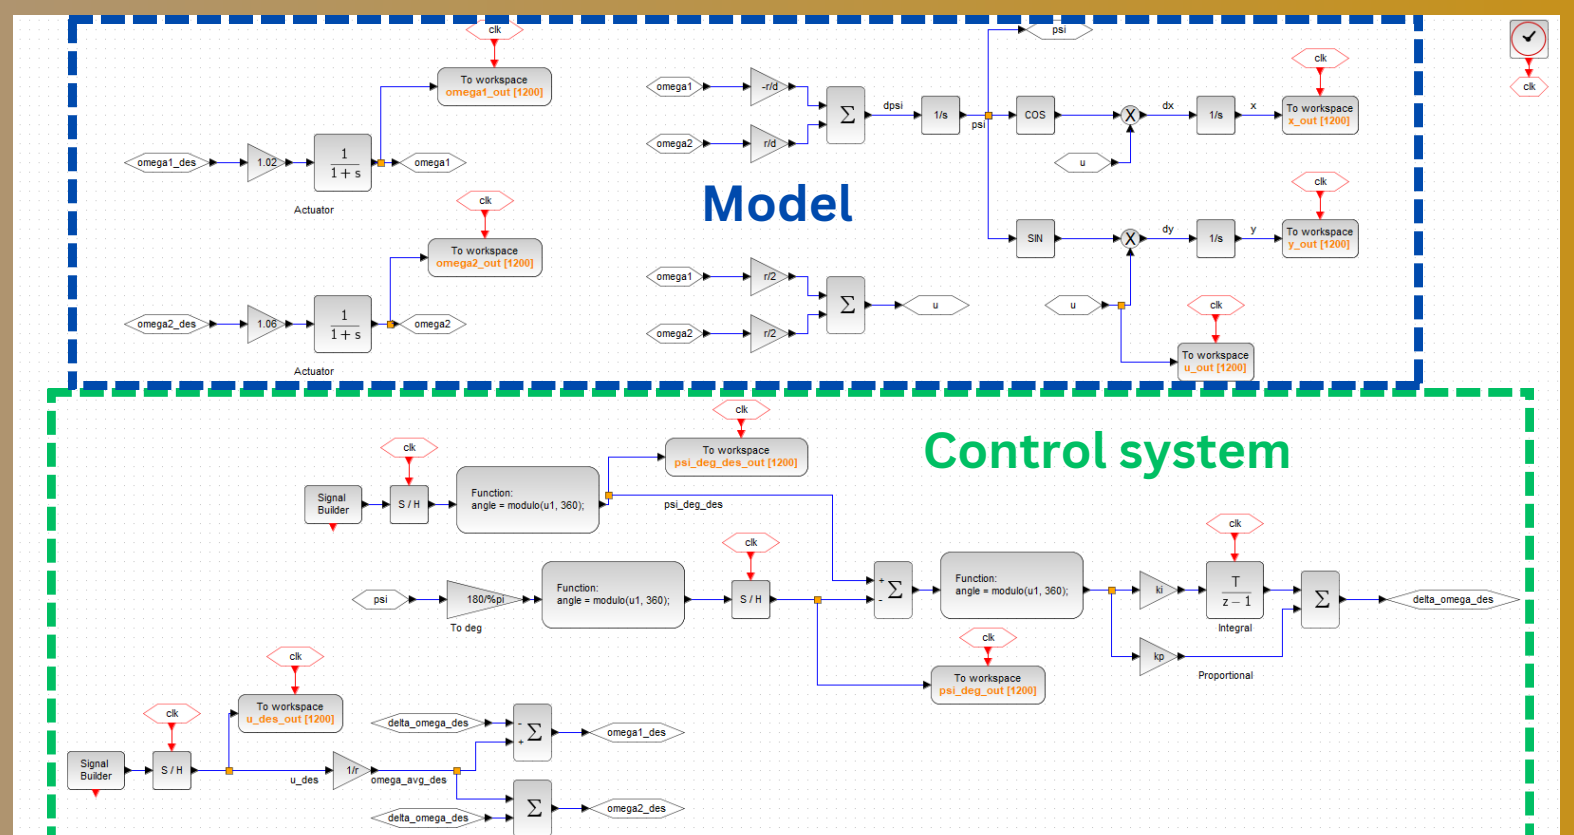 clk
To workspace
omega1_out [1200]
omega1_des
1.02
1
1 + s
omega1
Actuator
clk
To workspace
omega2_out [1200]
omega2_des
1.06
1
1 + s
omega2
Actuator
omega1
-r/d
omega2
r/d
Σ
dpsi
1/s
psi
psi
COS
X
dx
1/s
x
clk
To workspace
x_out [1200]
u
SIN
X
dy
1/s
y
clk
To workspace
y_out [1200]
Model
omega1
r/2
omega2
r/2
Σ
u
u
clk
To workspace
u_out [1200]
clk
Control system
clk
To workspace
psi_deg_des_out [1200]
clk
Signal
Builder
S / H
Function:
angle = modulo(u1, 360);
psi_deg_des
psi
180/%pi
To deg
Function:
angle = modulo(u1, 360);
clk
S / H
+
-
Σ
Function:
angle = modulo(u1, 360);
ki
clk
T
z − 1
Integral
Σ
delta_omega_des
kp
Proportional
clk
To workspace
psi_deg_out [1200]
clk
To workspace
u_des_out [1200]
clk
Signal
Builder
S / H
u_des
1/r
omega_avg_des
delta_omega_des
-
+
Σ
omega1_des
delta_omega_des
Σ
omega2_des